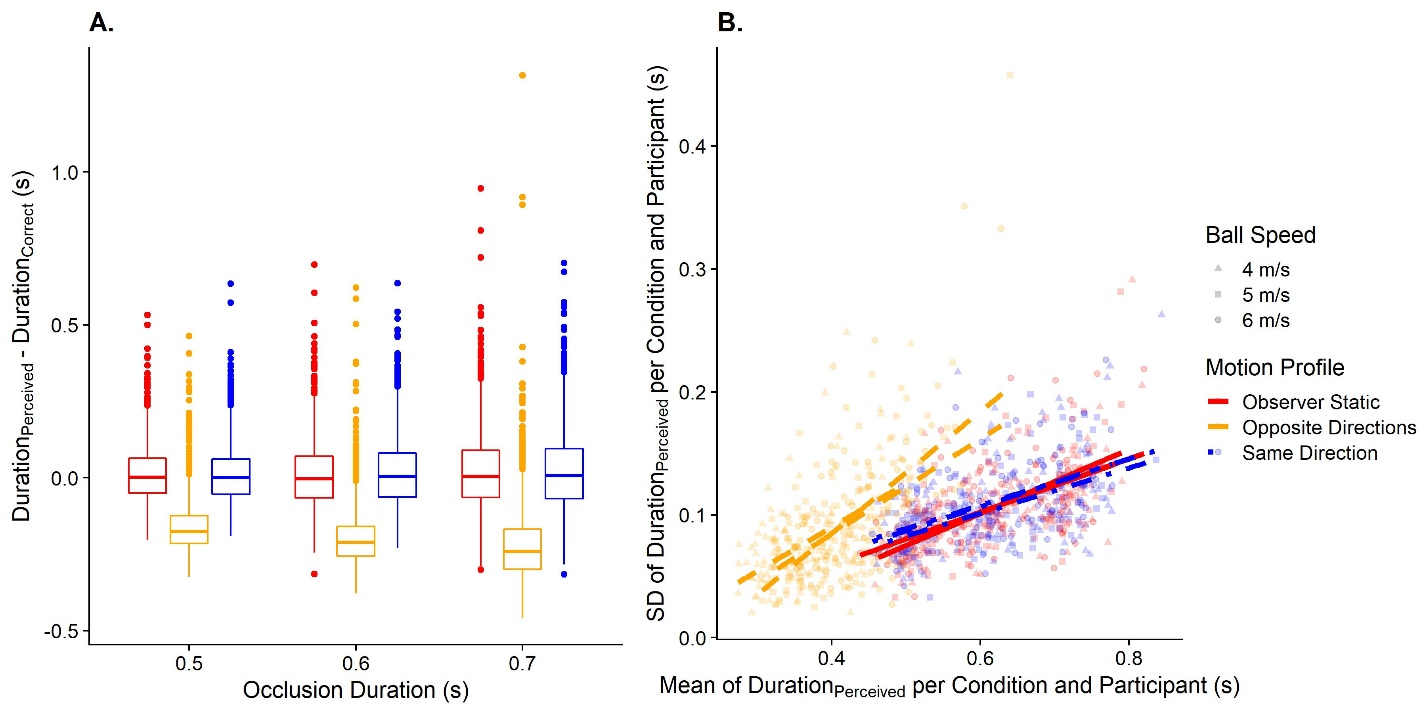 A.
DurationPerceived - DurationCorrect (s)
1.0
0.5
0.0
-0.5
0.5
0.6
0.7
Occlusion Duration (s)
B.
SD of DurationPerceived per Condition and Participant (s)
0.4
0.3
0.2
0.1
0.0
0.4
0.6
0.8
Mean of DurationPerceived per Condition and Participant (s)
Ball Speed
4 m/s
5 m/s
6 m/s
Motion Profile
Observer Static
Opposite Directions
Same Direction